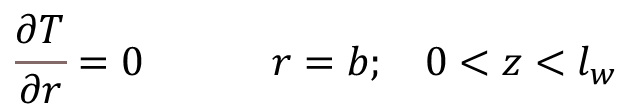 ∂T/∂r = 0 r = b; 0 < z < l_w